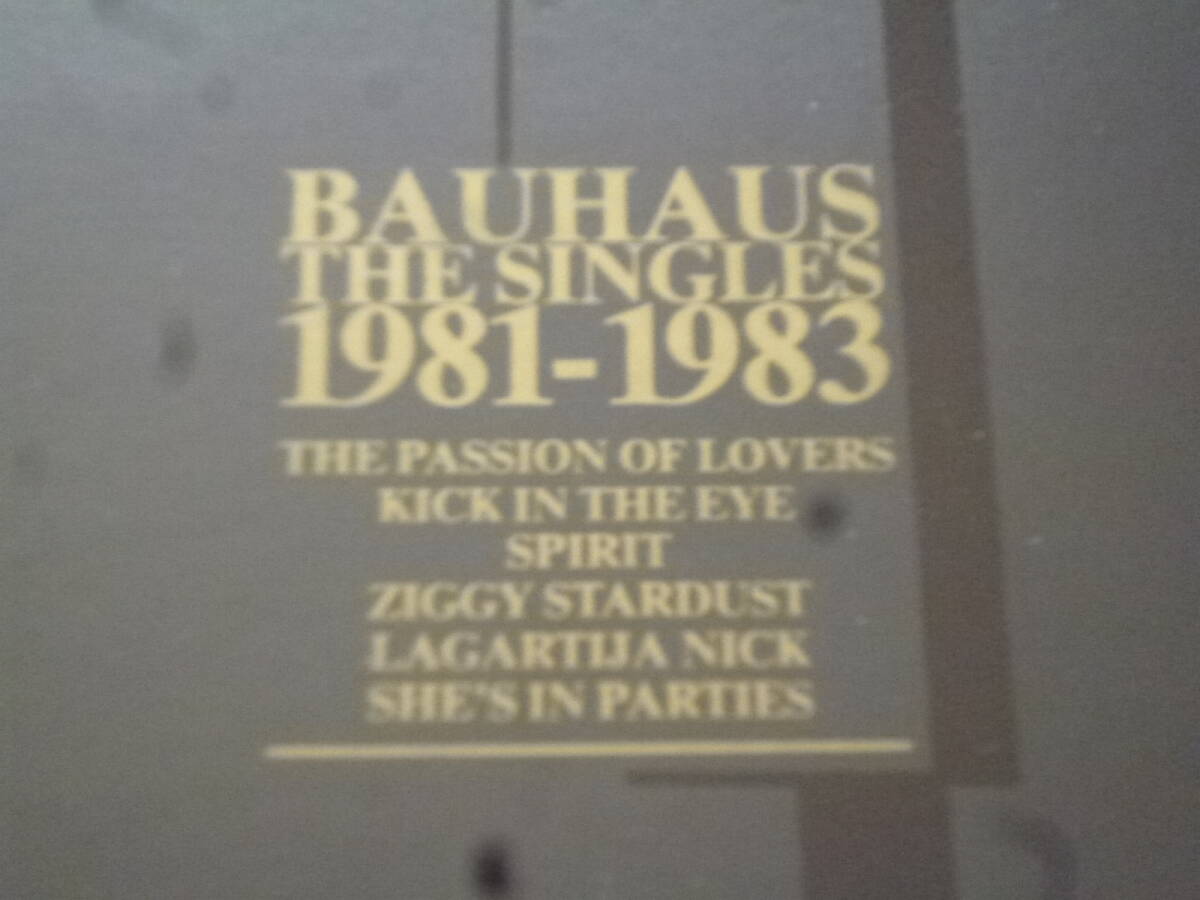 BAUHAUS
THE SINGLES
1981-1983
THE PASSION OF LOVERS
KICK IN THE EYE
SPIRIT
ZIGGY STARDUST
LAGARTIJA NICK
SHE'S IN PARTIES